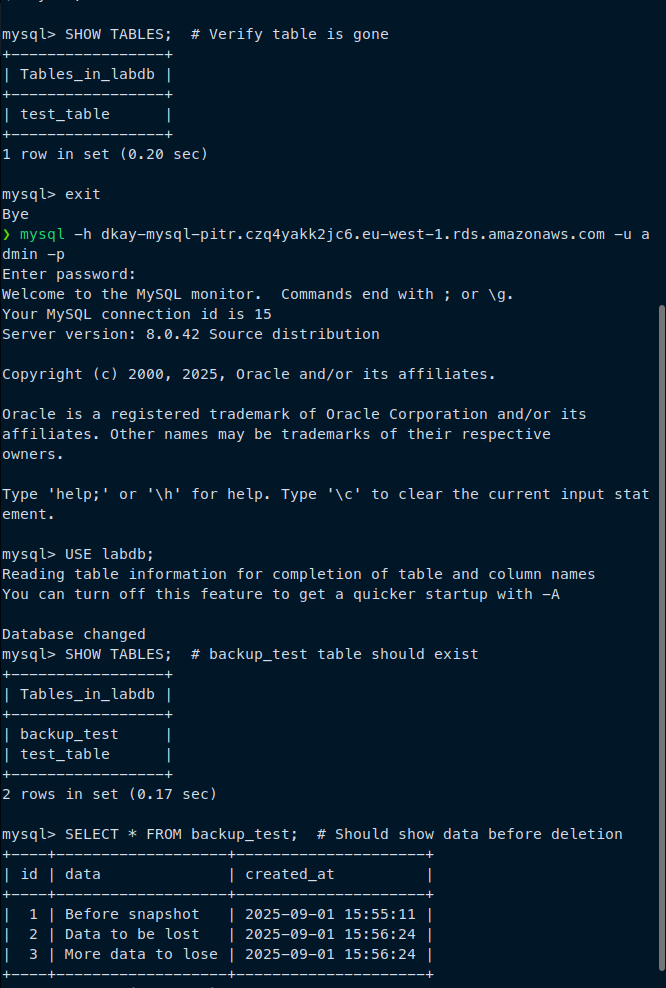 mysql> SHOW TABLES;  # Verify table is gone
+-----------------+
| Tables_in_labdb |
+-----------------+
| test_table      |
+-----------------+
1 row in set (0.20 sec)
mysql> exit
Bye
❯ mysql -h dkay-mysql-pitr.czq4yakk2jc6.eu-west-1.rds.amazonaws.com -u a
dmin -p
Enter password:
Welcome to the MySQL monitor.  Commands end with ; or \g.
Your MySQL connection id is 15
Server version: 8.0.42 Source distribution
Copyright (c) 2000, 2025, Oracle and/or its affiliates.
Oracle is a registered trademark of Oracle Corporation and/or its
affiliates. Other names may be trademarks of their respective
owners.
Type 'help;' or '\h' for help. Type '\c' to clear the current input stat
ement.
mysql> USE labdb;
Reading table information for completion of table and column names
You can turn off this feature to get a quicker startup with -A
Database changed
mysql> SHOW TABLES;  # backup_test table should exist
+-----------------+
| Tables_in_labdb |
+-----------------+
| backup_test     |
| test_table      |
+-----------------+
2 rows in set (0.17 sec)
mysql> SELECT * FROM backup_test;  # Should show data before deletion
+----+-------------------+---------------------+
| id | data              | created_at          |
+----+-------------------+---------------------+
|  1 | Before snapshot   | 2025-09-01 15:55:11 |
|  2 | Data to be lost   | 2025-09-01 15:56:24 |
|  3 | More data to lose | 2025-09-01 15:56:24 |
+----+-------------------+---------------------+